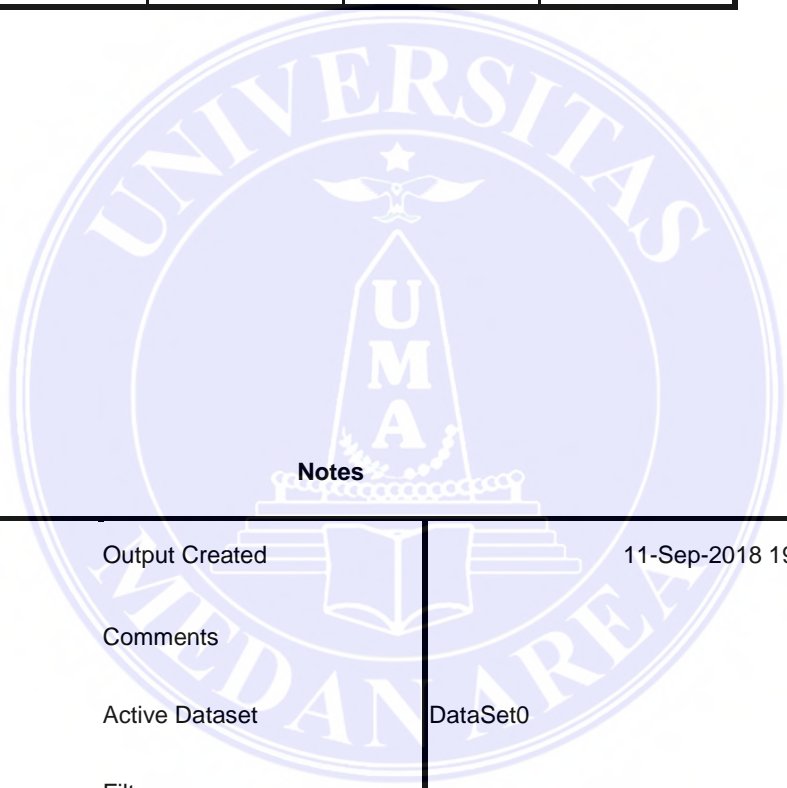 UNIVERSITAS
U
M
A
Notes
Output Created 11-Sep-2018
Comments
Active Dataset DataSet0
MEDAN AREA